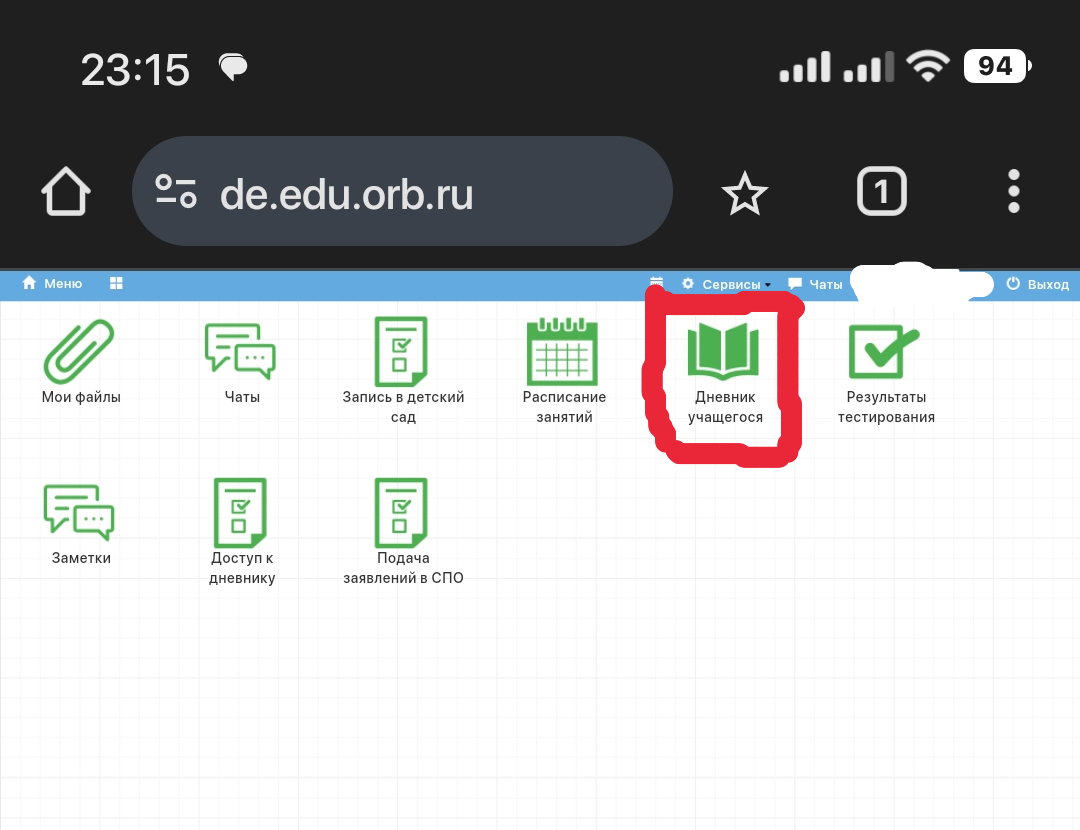 23:15
94
de.edu.orb.ru
1
Меню
Сервисы
Чаты
Выход
Мои файлы
Чаты
Запись в детский
сад
Расписание
занятий
Дневник
учащегося
Результаты
тестирования
Заметки
Доступ к
дневнику
Подача
заявлений в СПО